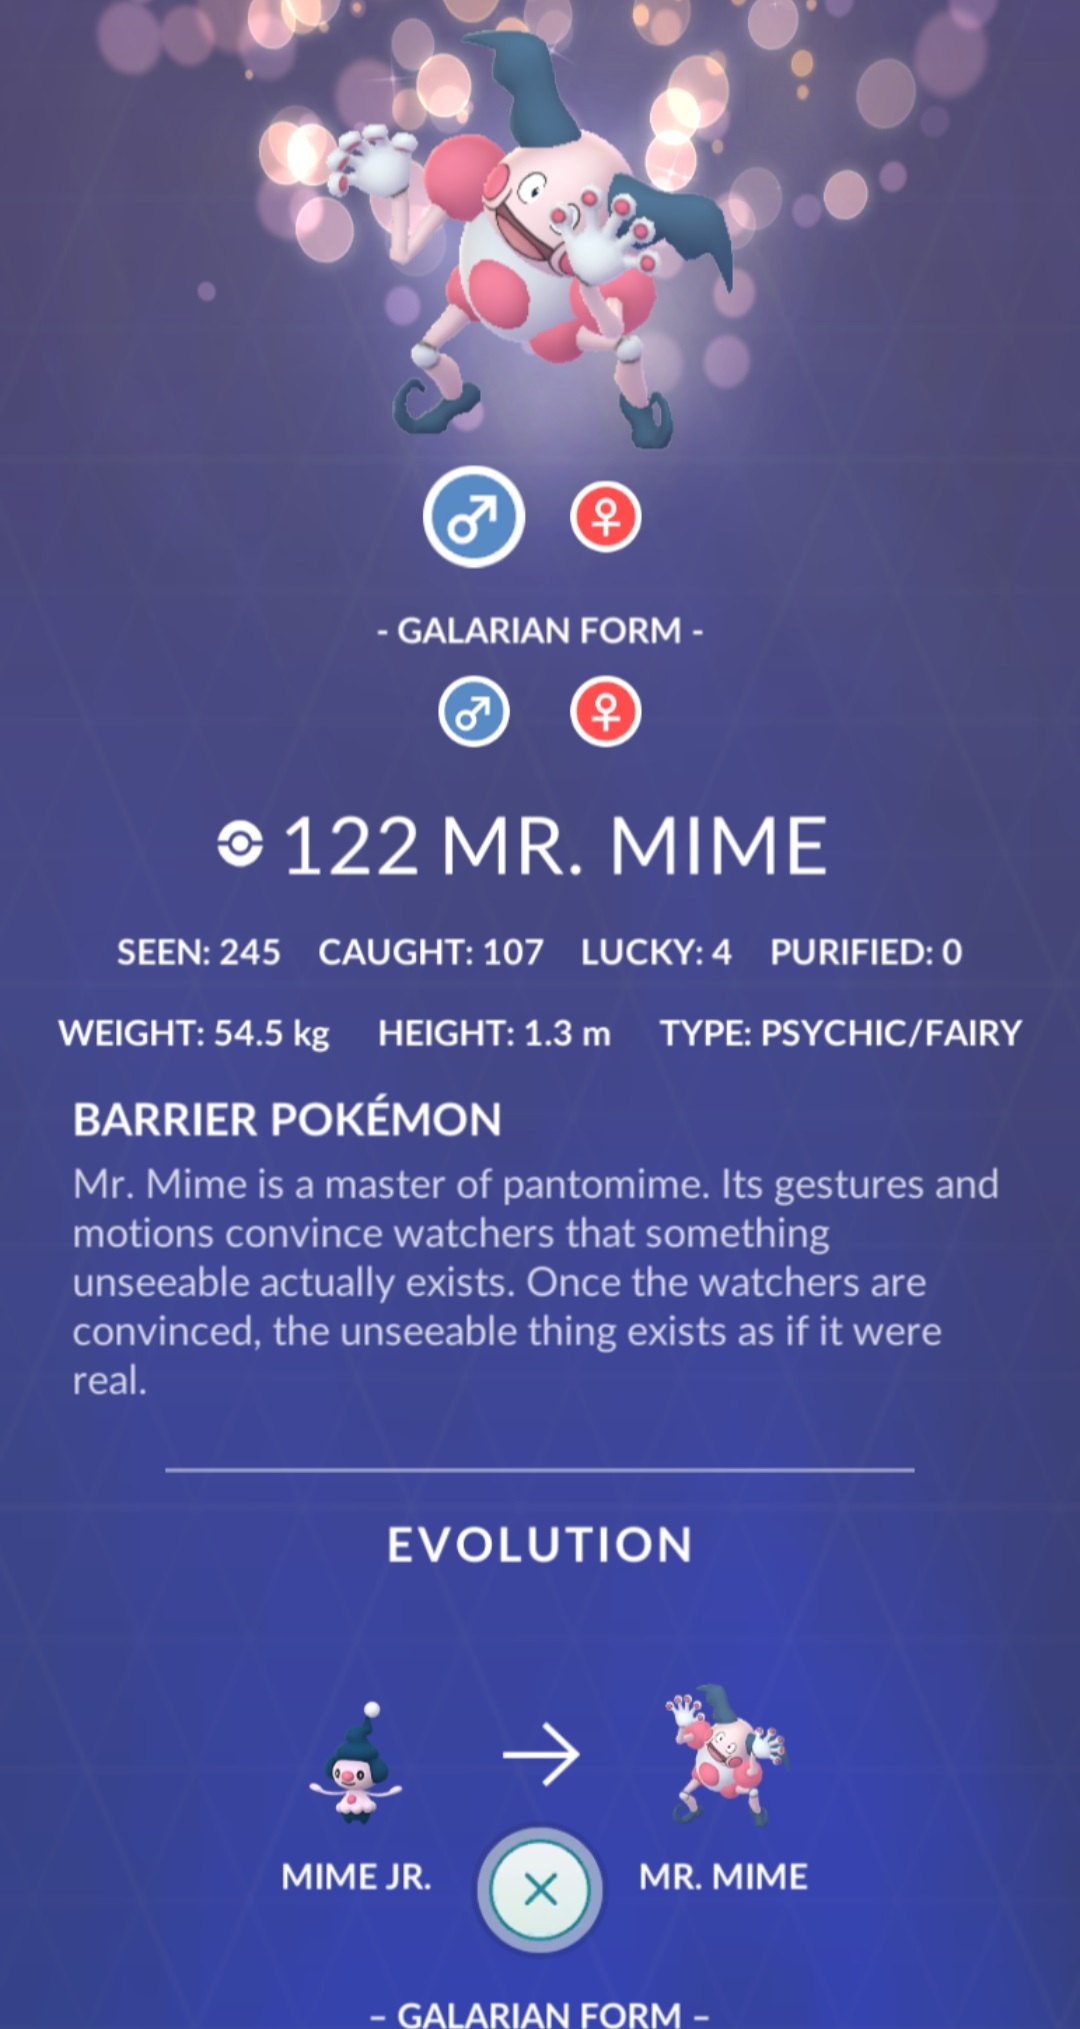 - GALARIAN FORM -
122 MR. MIME
SEEN: 245 CAUGHT: 107 LUCKY: 4 PURIFIED: 0
WEIGHT: 54.5 kg HEIGHT: 1.3 m TYPE: PSYCHIC/FAIRY
BARRIER POKÉMON
Mr. Mime is a master of pantomime. Its gestures and
motions convince watchers that something
unseeable actually exists. Once the watchers are
convinced, the unseeable thing exists as if it were
real.
EVOLUTION
MIME JR. MR. MIME
– GALARIAN FORM –